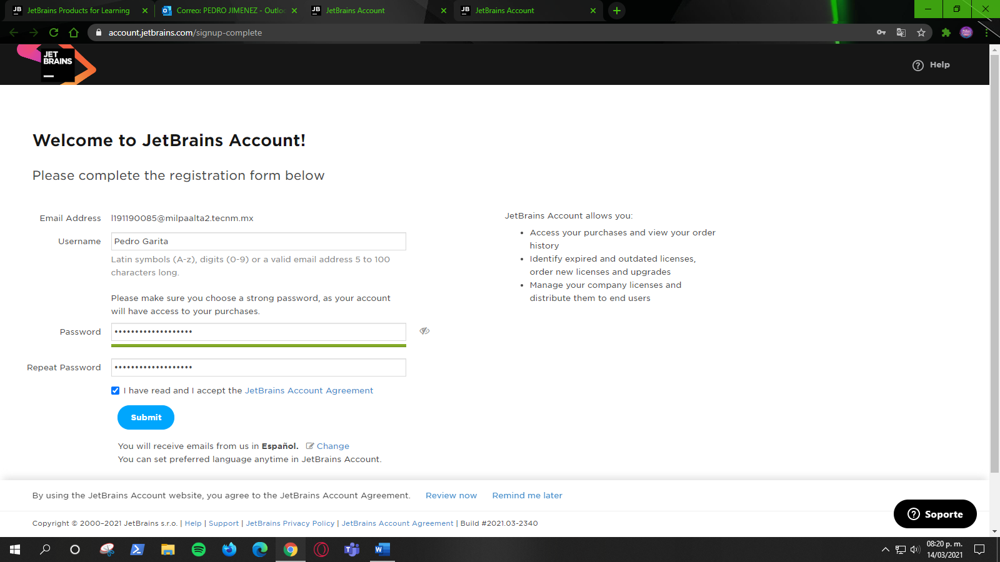 JetBrains Products for Learning
Correo: PEDRO JIMENEZ - Outlo
JetBrains Account
JetBrains Account
account.jetbrains.com/signup-complete
JET
BRAINS
Help
Welcome to JetBrains Account!
Please complete the registration form below
Email Address
l191190085@milpaalta2.tecnm.mx
Username
Pedro Garita
Latin symbols (A-z), digits (0-9) or a valid email address 5 to 100
characters long.
Please make sure you choose a strong password, as your account
will have access to your purchases.
Password
•••••••••••••••••••
Repeat Password
•••••••••••••••••••
I have read and I accept the JetBrains Account Agreement
Submit
You will receive emails from us in Español. Change
You can set preferred language anytime in JetBrains Account.
JetBrains Account allows you:
• Access your purchases and view your order
history
• Identify expired and outdated licenses,
order new licenses and upgrades
• Manage your company licenses and
distribute them to end users
By using the JetBrains Account website, you agree to the JetBrains Account Agreement. Review now Remind me later
Copyright © 2000–2021 JetBrains s.r.o. | Help | Support | JetBrains Privacy Policy | JetBrains Account Agreement | Build #2021.03-2340
Soporte
08:20 p. m.
14/03/2021